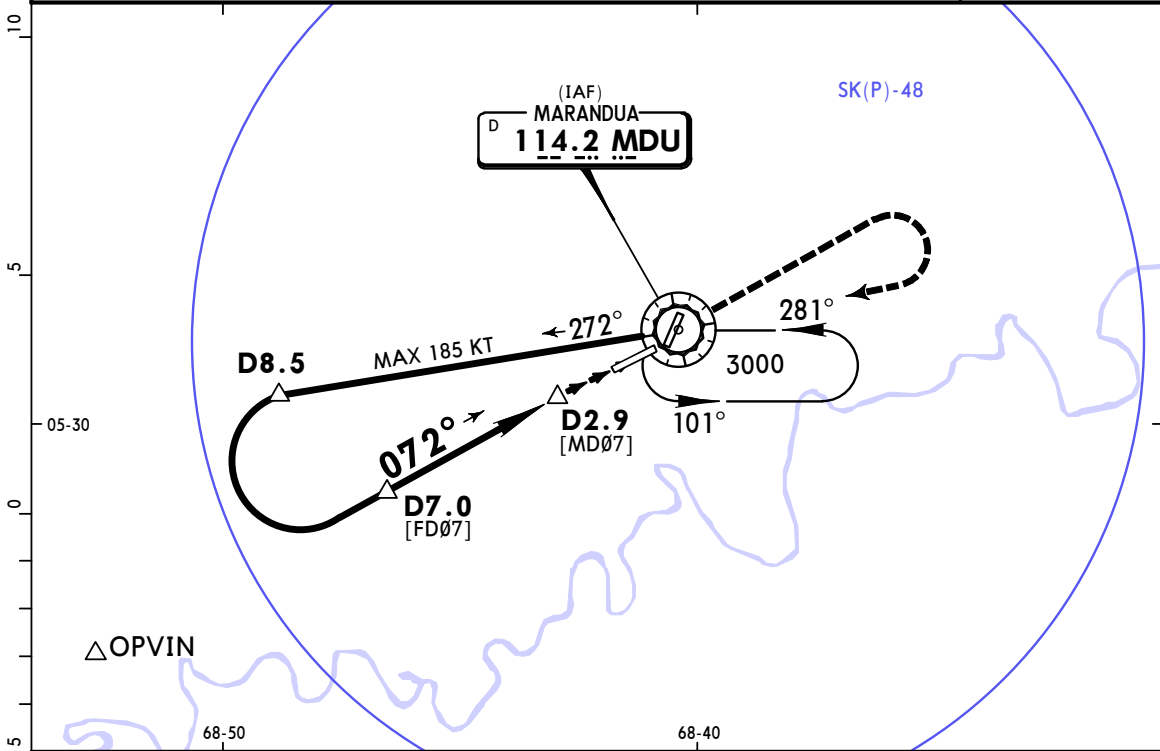 10
(IAF)
MARANDUA
D 114.2 MDU
SK(P)-48
5
281°
272°
MAX 185 KT
3000
D8.5
D2.9
[MDØ7]
101°
05-30
072°
D7.0
[FDØ7]
0
OPVIN
5
68-50
68-40